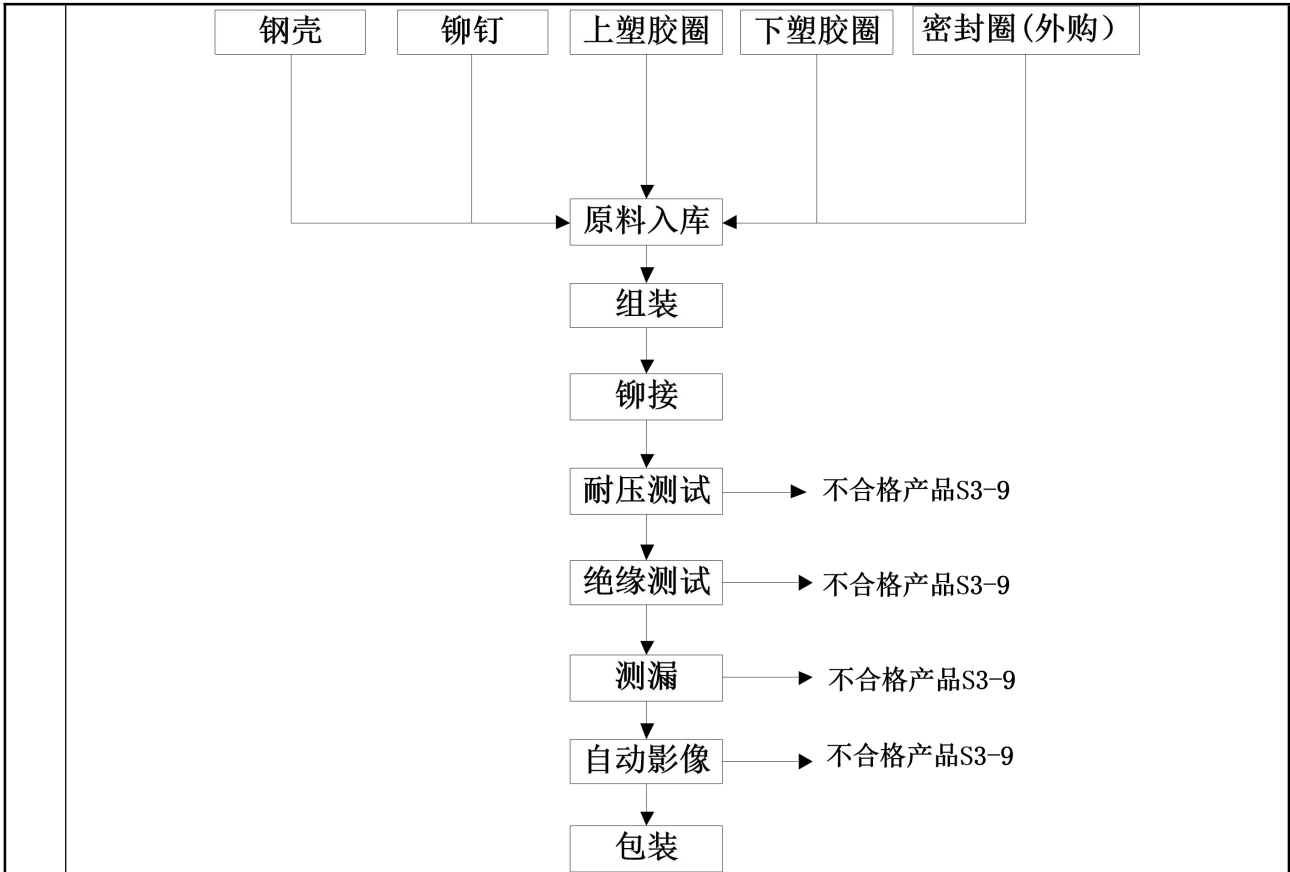 钢壳
铆钉
上塑胶圈
下塑胶圈
密封圈(外购）
原料入库
组装
铆接
耐压测试
不合格产品S3-9
绝缘测试
不合格产品S3-9
测漏
不合格产品S3-9
自动影像
不合格产品S3-9
包装